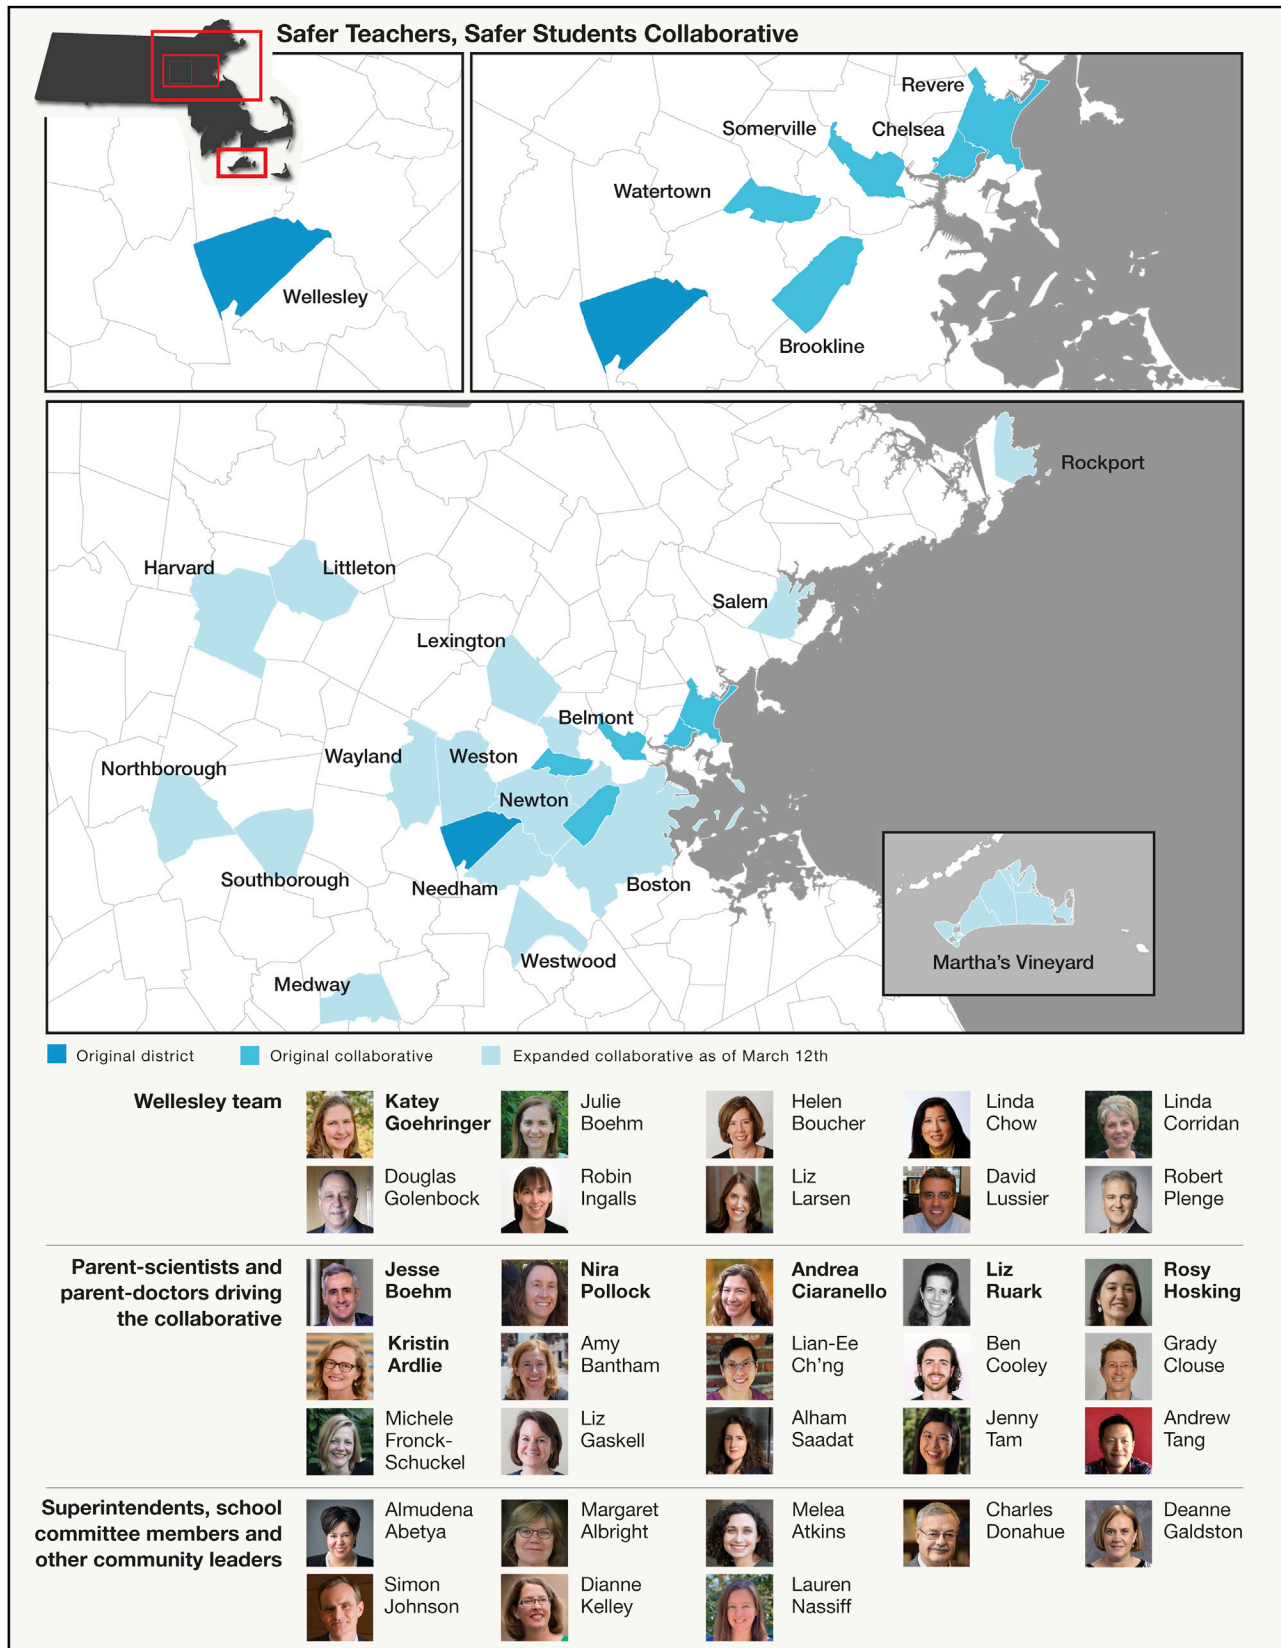 Safer Teachers, Safer Students Collaborative
Wellesley
Revere
Somerville
Chelsea
Watertown
Brookline
Rockport
Harvard
Littleton
Salem
Lexington
Belmont
Wayland
Weston
Northborough
Newton
Southborough
Needham
Boston
Westwood
Martha's Vineyard
Medway
Original district
Original collaborative
Expanded collaborative as of March 12th
Wellesley team
Katey
Goehringer
Julie
Boehm
Helen
Boucher
Linda
Chow
Linda
Corridan
Douglas
Golenbock
Robin
Ingalls
Liz
Larsen
David
Lussier
Robert
Plenge
Parent-scientists and
parent-doctors driving
the collaborative
Jesse
Boehm
Nira
Pollock
Andrea
Ciaranello
Liz
Ruark
Rosy
Hosking
Kristin
Ardlie
Amy
Bantham
Lian-Ee
Ch'ng
Ben
Cooley
Grady
Clouse
Michele
Fronck-
Schuckel
Liz
Gaskell
Alham
Saadat
Jenny
Tam
Andrew
Tang
Superintendents, school
committee members and
other community leaders
Almudena
Abetya
Margaret
Albright
Melea
Atkins
Charles
Donahue
Deanne
Galdston
Simon
Johnson
Dianne
Kelley
Lauren
Nassiff